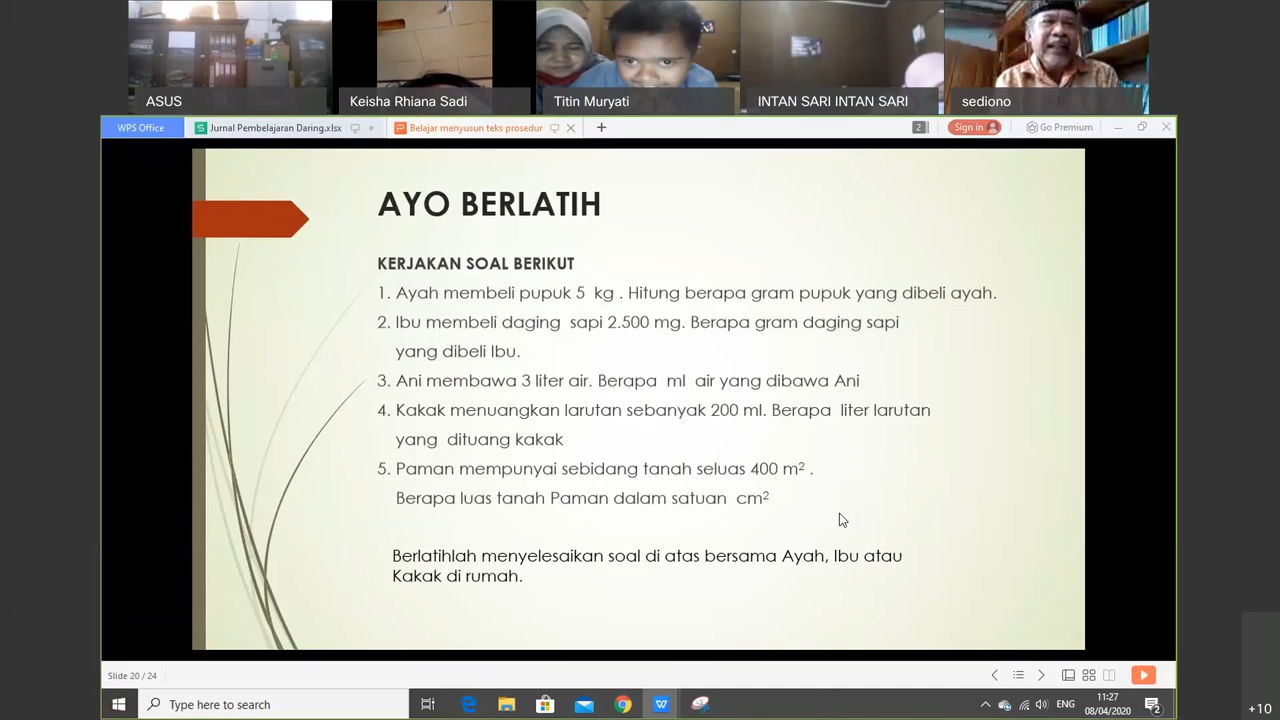 ASUS
Keisha Rhiana Sadi
Titin Muryati
INTAN SARI INTAN SARI
sediono
WPS Office
Jurnal Pembelajaran Daring.xlsx
Belajar menyusun teks prosedur
2
Sign in
Go Premium
AYO BERLATIH
KERJAKAN SOAL BERIKUT
1. Ayah membeli pupuk 5 kg . Hitung berapa gram pupuk yang dibeli ayah.
2. Ibu membeli daging sapi 2.500 mg. Berapa gram daging sapi
yang dibeli Ibu.
3. Ani membawa 3 liter air. Berapa ml air yang dibawa Ani
4. Kakak menuangkan larutan sebanyak 200 ml. Berapa liter larutan
yang dituang kakak
5. Paman mempunyai sebidang tanah seluas 400 m² .
Berapa luas tanah Paman dalam satuan cm²
Berlatihlah menyelesaikan soal di atas bersama Ayah, Ibu atau
Kakak di rumah.
Slide 20 / 24
Type here to search
ENG
11:27
08/04/2020
2
+10